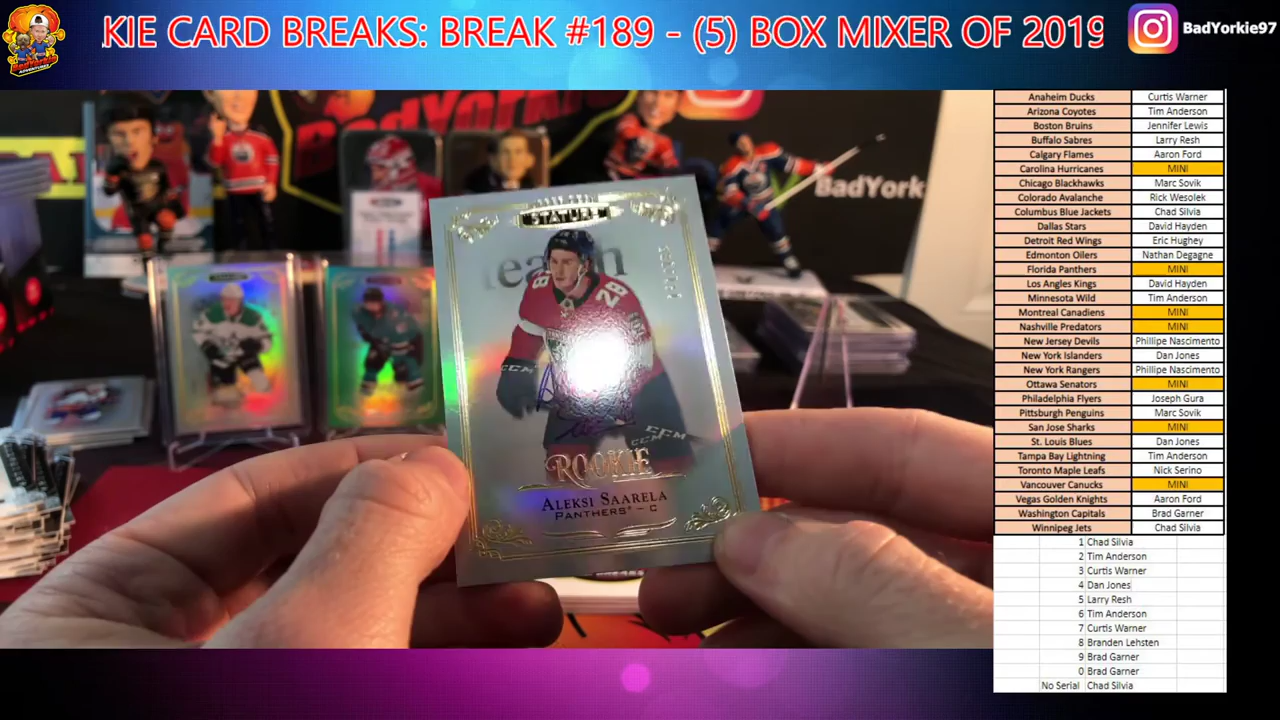 KIE CARD BREAKS: BREAK #189 - (5) BOX MIXER OF 2019
BadYorkie97
BadYork
STATURE
28
28
CCM
CCM
ROOKIE
ALEKSI SAARELA
PANTHERS - C
Anaheim Ducks Curtis Warner
Arizona Coyotes Tim Anderson
Boston Bruins Jennifer Lewis
Buffalo Sabres Larry Resh
Calgary Flames Aaron Ford
Carolina Hurricanes MINI
Chicago Blackhawks Marc Sovik
Colorado Avalanche Rick Wesolek
Columbus Blue Jackets Chad Silvia
Dallas Stars David Hayden
Detroit Red Wings Eric Hughey
Edmonton Oilers Nathan Degagne
Florida Panthers MINI
Los Angeles Kings David Hayden
Minnesota Wild Tim Anderson
Montreal Canadiens MINI
Nashville Predators MINI
New Jersey Devils Phillipe Nascimento
New York Islanders Dan Jones
New York Rangers Phillipe Nascimento
Ottawa Senators MINI
Philadelphia Flyers Joseph Gura
Pittsburgh Penguins Marc Sovik
San Jose Sharks MINI
St. Louis Blues Dan Jones
Tampa Bay Lightning Tim Anderson
Toronto Maple Leafs Nick Serino
Vancouver Canucks MINI
Vegas Golden Knights Aaron Ford
Washington Capitals Brad Garner
Winnipeg Jets Chad Silvia
1 Chad Silvia
2 Tim Anderson
3 Curtis Warner
4 Dan Jones
5 Larry Resh
6 Tim Anderson
7 Curtis Warner
8 Branden Lehsten
9 Brad Garner
0 Brad Garner
No Serial Chad Silvia